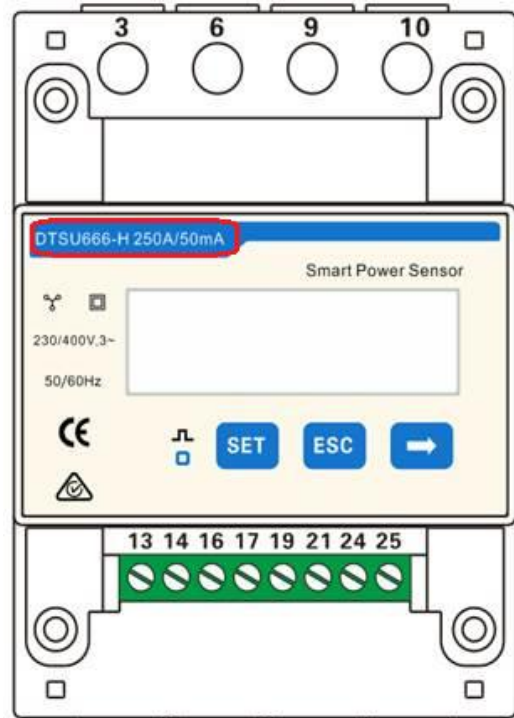 3 6 9 10
DTSU666-H 250A/50mA
Smart Power Sensor
230/400V,3~
50/60Hz
CE
SET ESC
13 14 16 17 19 21 24 25